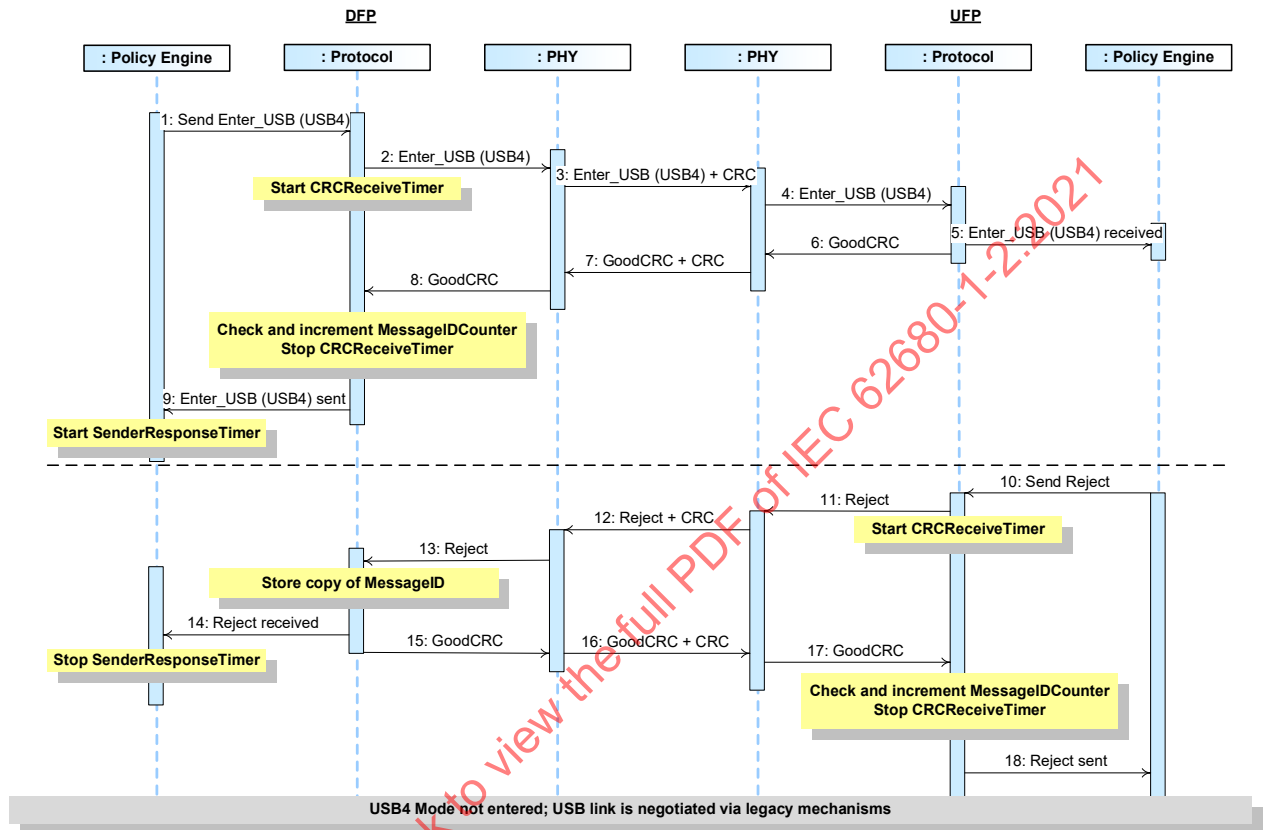 DFP
UFP
: Policy Engine
: Protocol
: PHY
: PHY
: Protocol
: Policy Engine
1: Send Enter_USB (USB4)
2: Enter_USB (USB4)
3: Enter_USB (USB4) + CRC
Start CRCReceiveTimer
4: Enter_USB (USB4)
5: Enter_USB (USB4) received
6: GoodCRC
7: GoodCRC + CRC
8: GoodCRC
Check and increment MessageIDCounter
Stop CRCReceiveTimer
9: Enter_USB (USB4) sent
Start SenderResponseTimer
10: Send Reject
11: Reject
12: Reject + CRC
Start CRCReceiveTimer
13: Reject
Store copy of MessageID
14: Reject received
15: GoodCRC
16: GoodCRC + CRC
17: GoodCRC
Stop SenderResponseTimer
Check and increment MessageIDCounter
Stop CRCReceiveTimer
18: Reject sent
USB4 Mode not entered; USB link is negotiated via legacy mechanisms
to view the full PDF of IEC 62680-1-2:2021